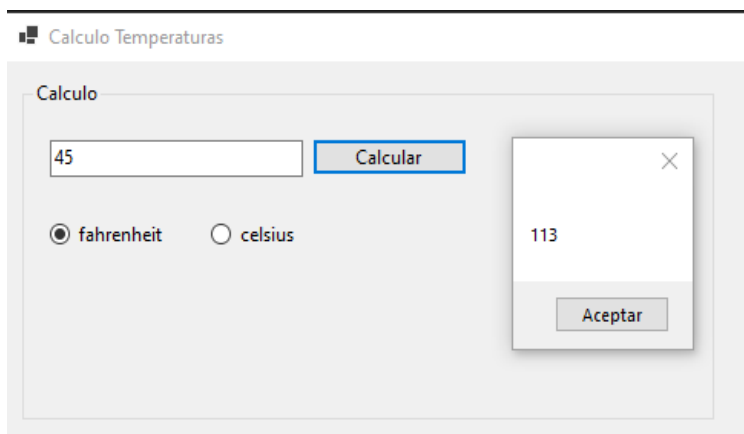 Calculo Temperaturas
Calculo
45
Calcular
fahrenheit
celsius
113
Aceptar